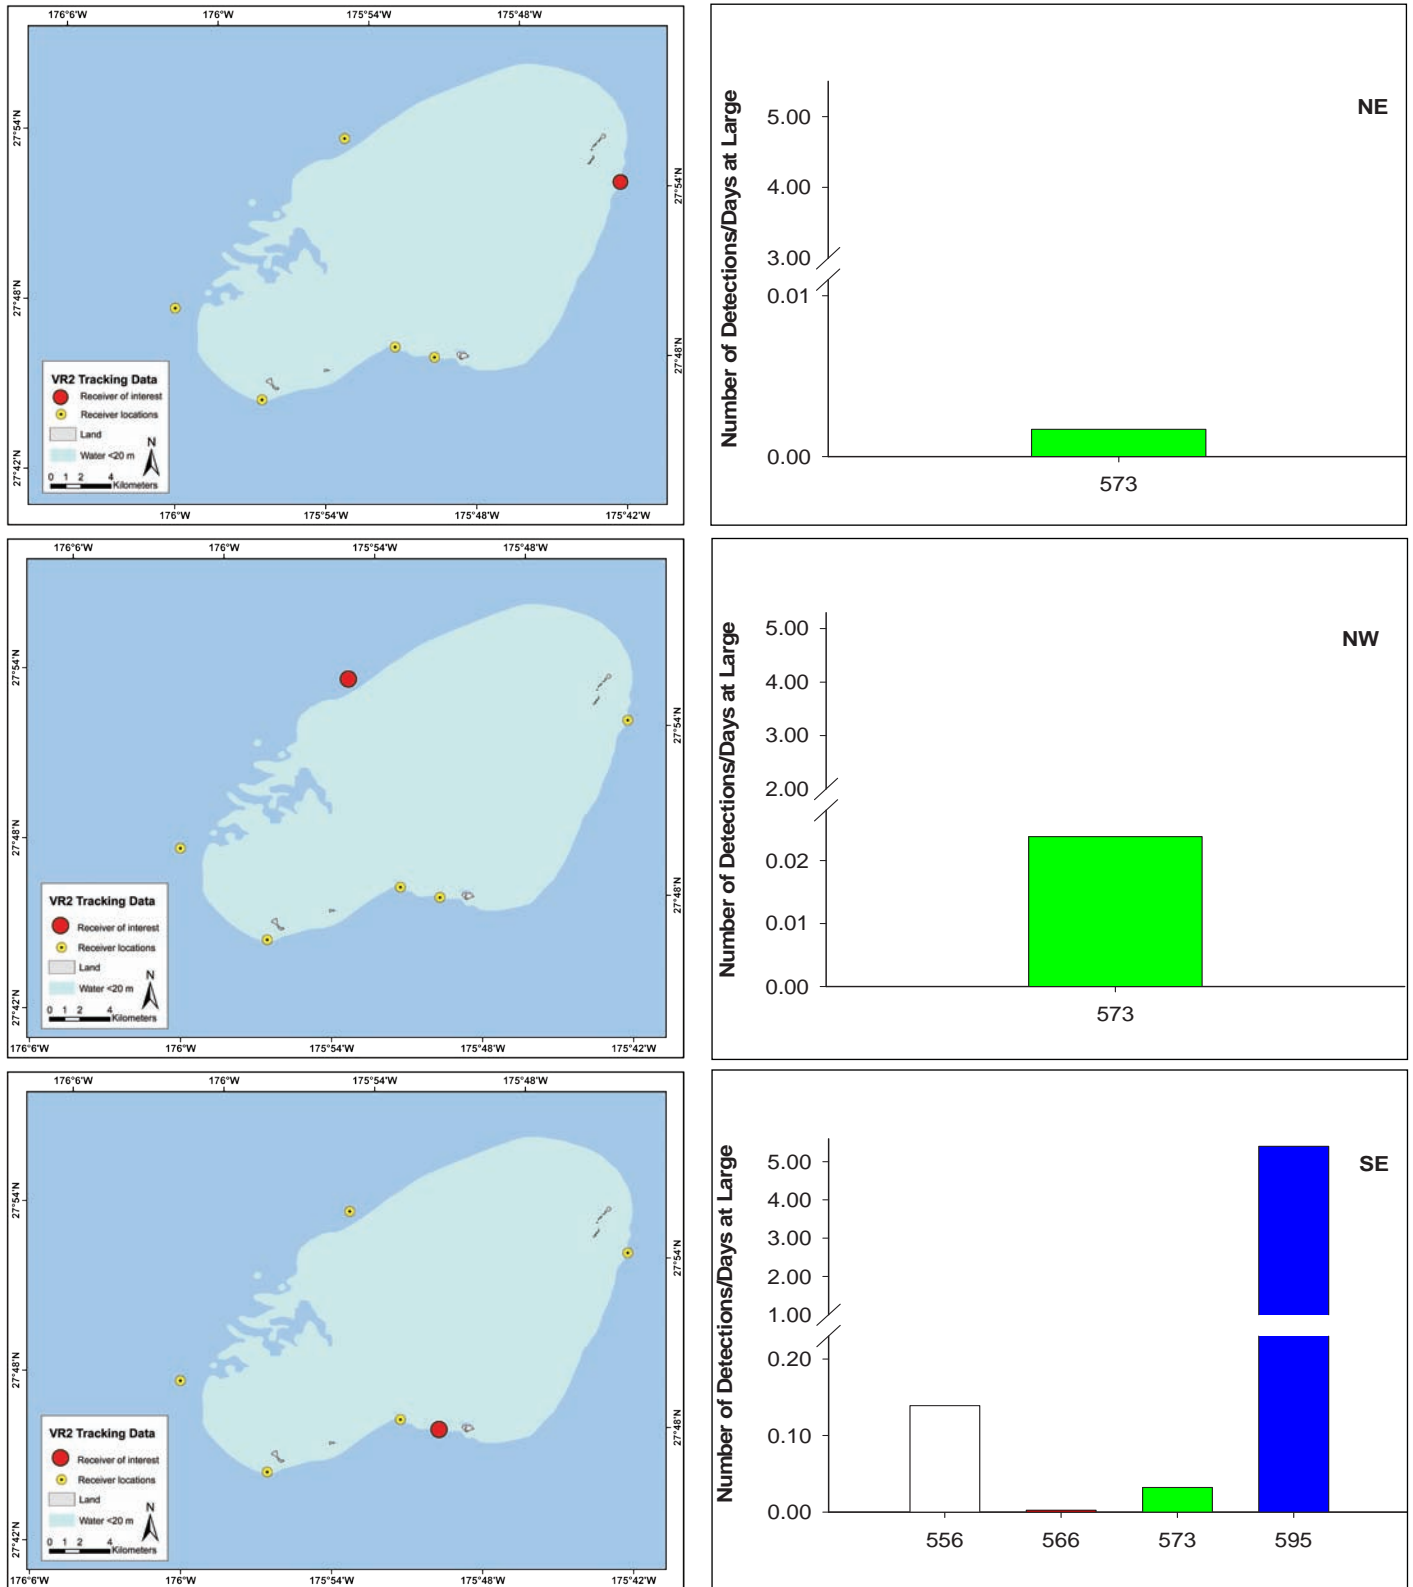 176°6'W 176°W 175°54'W 175°48'W
27°54'N
27°48'N
27°42'N
27°54'N
27°48'N
VR2 Tracking Data
Receiver of interest
Receiver locations
Land
Water <20 m
N
0 1 2 4
Kilometers
176°W 175°54'W 175°48'W 175°42'W
Number of Detections/Days at Large
NE
5.00
4.00
3.00
0.01
0.00
573
176°6'W 176°W 175°54'W 175°48'W
27°54'N
27°48'N
27°42'N
27°54'N
27°48'N
VR2 Tracking Data
Receiver of interest
Receiver locations
Land
Water <20 m
N
0 1 2 4
Kilometers
176°6'W 176°W 175°54'W 175°48'W 175°42'W
Number of Detections/Days at Large
NW
5.00
4.00
3.00
2.00
0.02
0.01
0.00
573
176°6'W 176°W 175°54'W 175°48'W
27°54'N
27°48'N
27°42'N
27°54'N
27°48'N
VR2 Tracking Data
Receiver of interest
Receiver locations
Land
Water <20 m
N
0 1 2 4
Kilometers
176°6'W 176°W 175°54'W 175°48'W 175°42'W
Number of Detections/Days at Large
SE
5.00
4.00
3.00
2.00
1.00
0.20
0.10
0.00
556 566 573 595